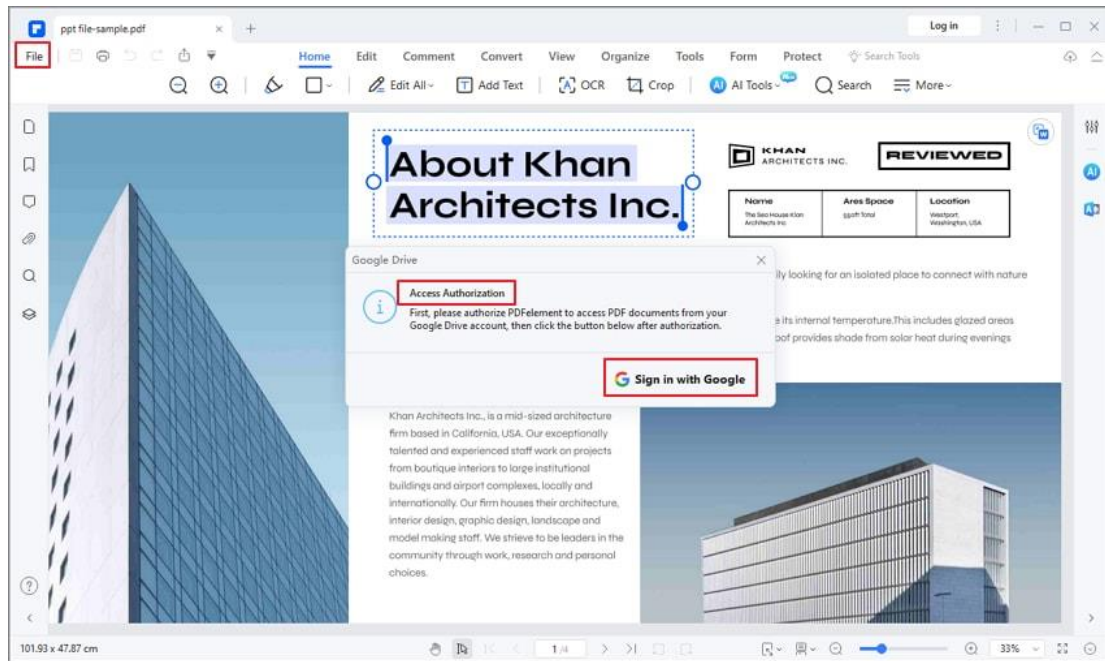 ppt file-sample.pdf
Log in
File
Home Edit Comment Convert View Organize Tools Form Protect Search Tools
Edit All Add Text OCR Crop AI Tools Search More
About Khan
Architects Inc.
KHAN
ARCHITECTS INC.
REVIEWED
Name Ares Space Location
The Sea House Klan
Architects Inc
Westport,
Washington, USA
Google Drive
Access Authorization
First, please authorize PDFelement to access PDF documents from your
Google Drive account, then click the button below after authorization.
Sign in with Google
ily looking for an isolated place to connect with nature
e its internal temperature.This includes glazed areas
oof provides shade from solar heat during evenings
Khan Architects Inc., is a mid-sized architecture
firm based in California, USA. Our exceptionally
talented and experienced staff work on projects
from boutique interiors to large institutional
buildings and airport complexes, locally and
internationally. Our firm houses their architecture,
interior design, graphic design, landscape and
model making staff. We strieve to be leaders in the
community through work, research and personal
choices.
101.93 x 47.87 cm
1 /4
33%